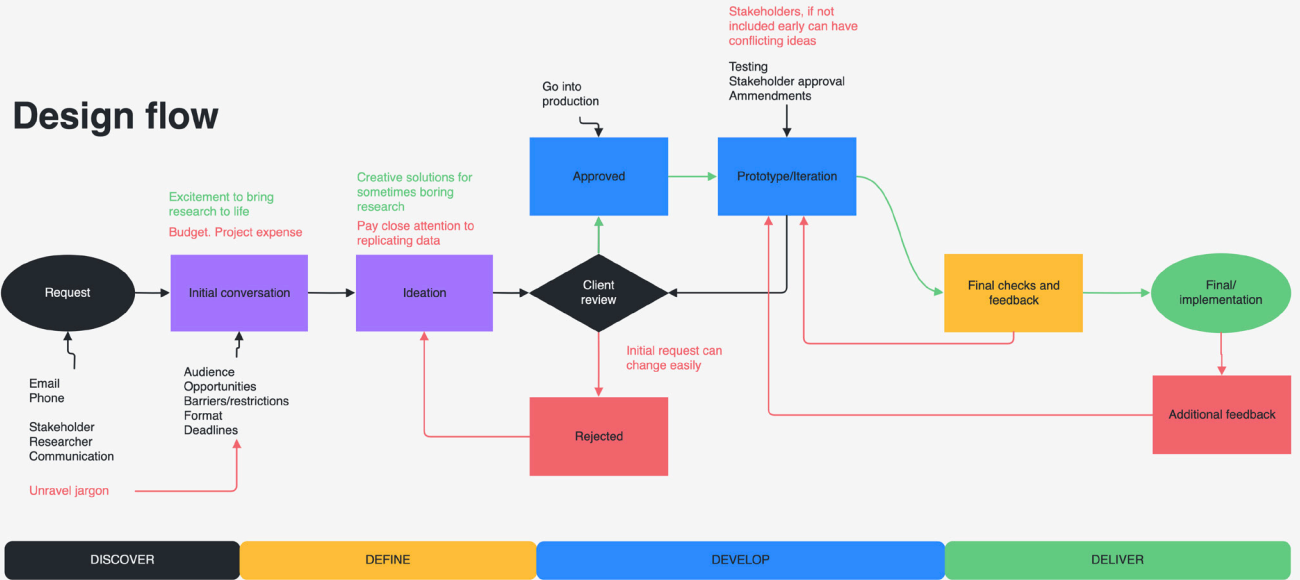 Stakeholders, if not
included early can have
conflicting ideas
Testing
Stakeholder approval
Ammendments
Go into
production
Design flow
Approved
Prototype/Iteration
Excitement to bring
research to life
Budget. Project expense
Creative solutions for
sometimes boring
research
Pay close attention to
replicating data
Request
Initial conversation
Ideation
Client
review
Final checks and
feedback
Final/
implementation
Initial request can
change easily
Email
Phone
Stakeholder
Researcher
Communication
Unravel jargon
Audience
Opportunities
Barriers/restrictions
Format
Deadlines
Rejected
Additional feedback
DISCOVER
DEFINE
DEVELOP
DELIVER